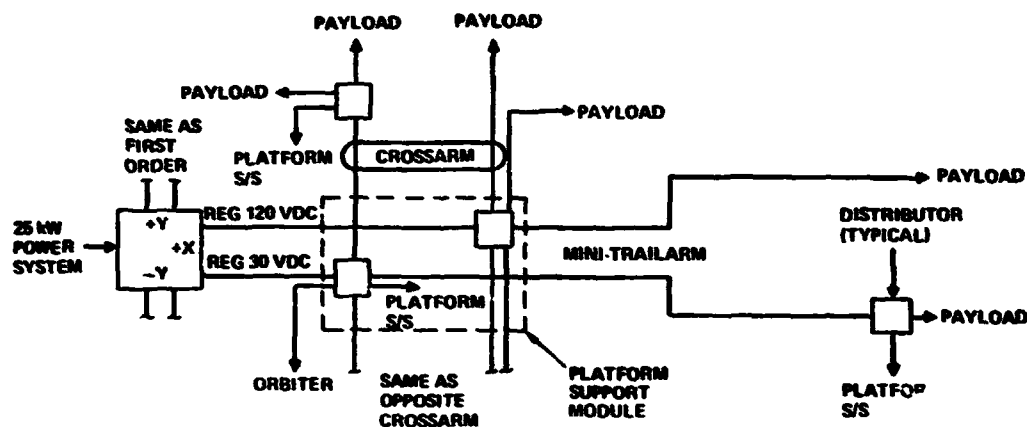 PAYLOAD
PAYLOAD
PAYLOAD
PAYLOAD
SAME AS
FIRST
ORDER
PLATFORM
S/S
CROSSARM
PAYLOAD
DISTRIBUTOR
(TYPICAL)
25 kW
POWER
SYSTEM
+Y
+X
-Y
REG 120 VDC
REG 30 VDC
MINI-TRAILARM
PLATFORM
S/S
PAYLOAD
ORBITER
SAME AS
OPPOSITE
CROSSARM
PLATFORM
SUPPORT
MODULE
PLATFOR
S/S